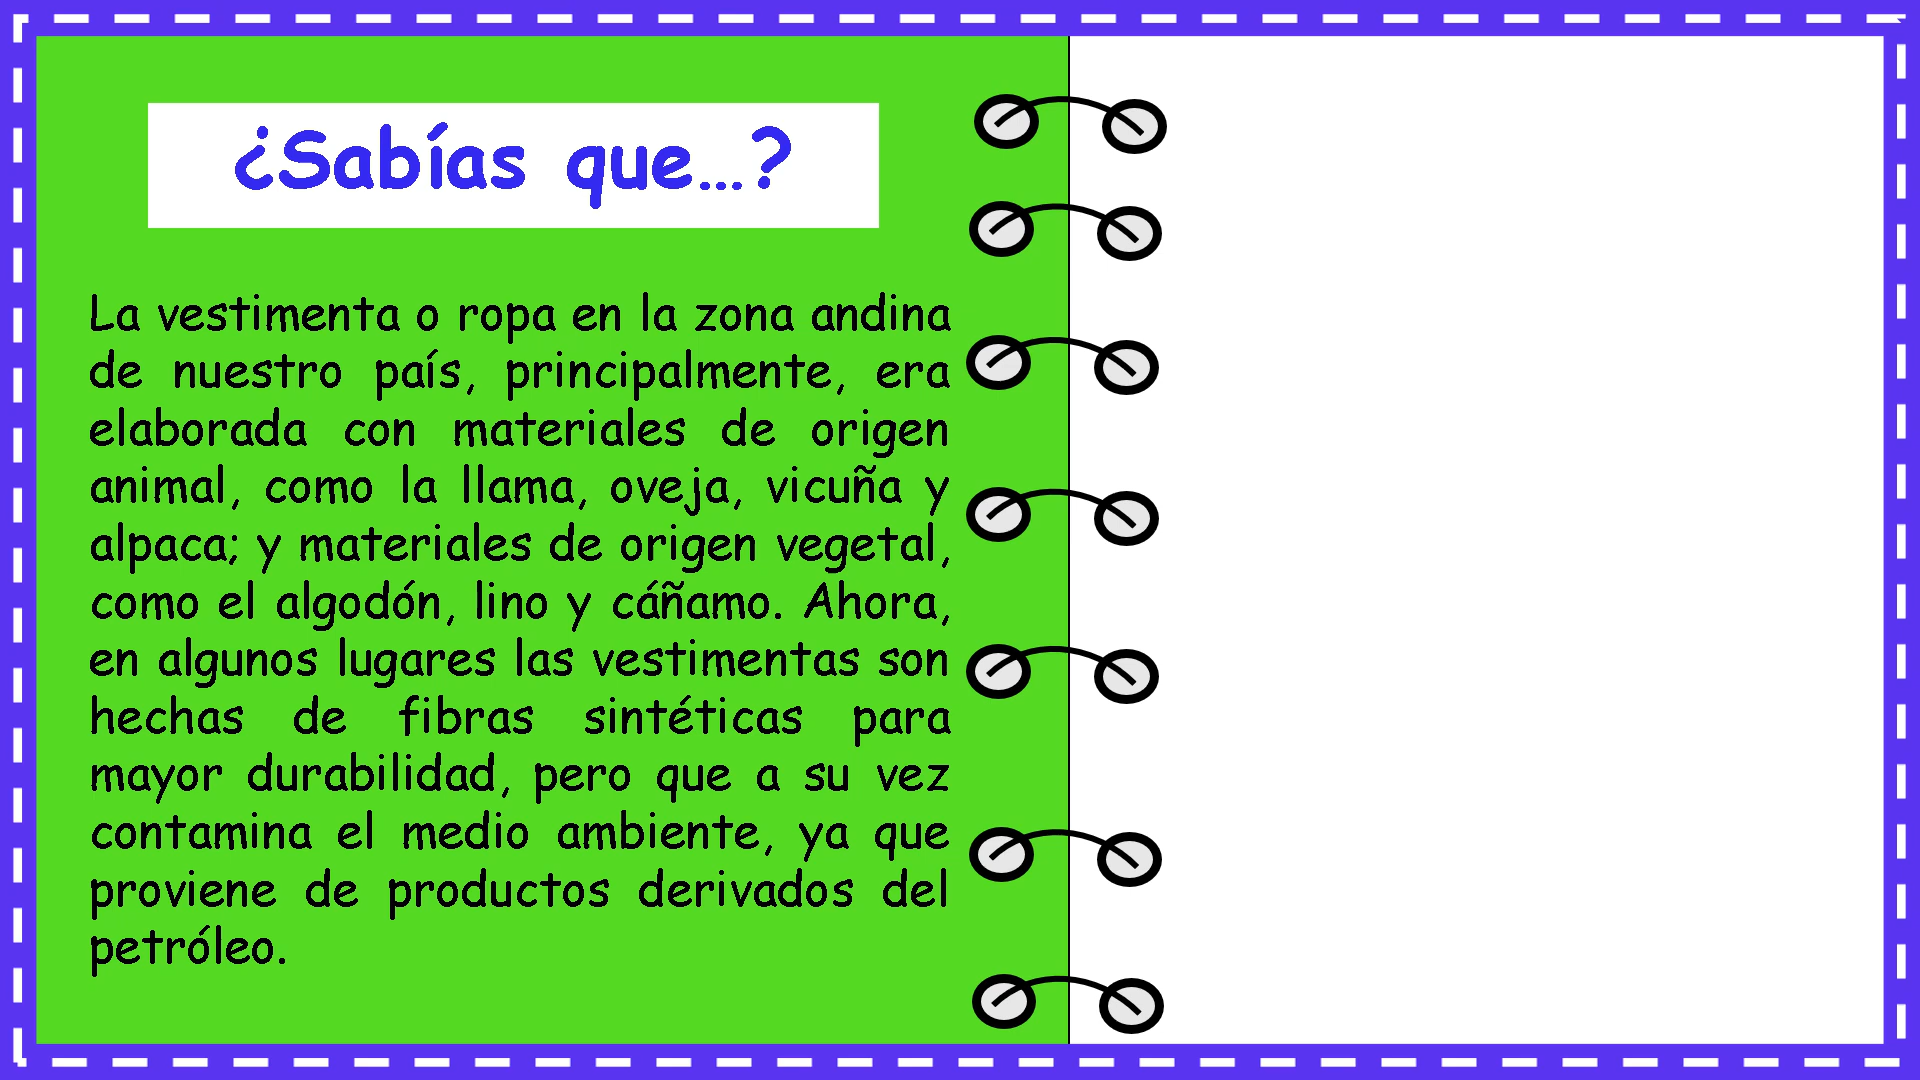 ¿Sabías que...?
La vestimenta o ropa en la zona andina
de nuestro país, principalmente, era
elaborada con materiales de origen
animal, como la llama, oveja, vicuña y
alpaca; y materiales de origen vegetal,
como el algodón, lino y cáñamo. Ahora,
en algunos lugares las vestimentas son
hechas de fibras sintéticas para
mayor durabilidad, pero que a su vez
contamina el medio ambiente, ya que
proviene de productos derivados del
petróleo.